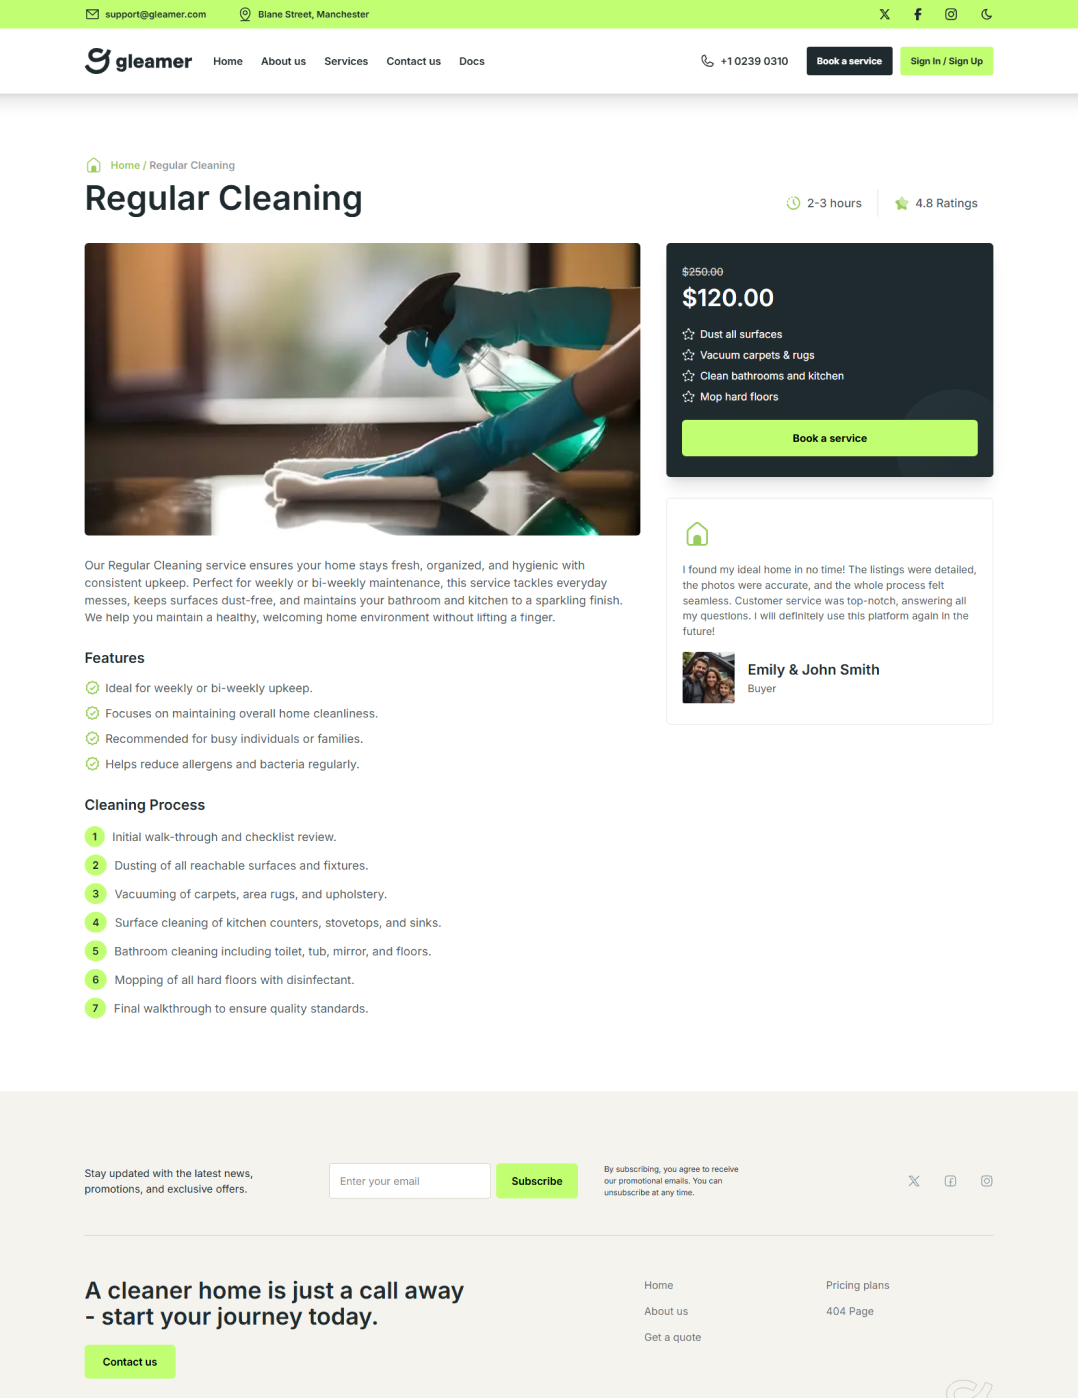 support@gleamer.com
Blane Street, Manchester
gleamer
Home
About us
Services
Contact us
Docs
+1 0239 0310
Book a service
Sign In / Sign Up
Home / Regular Cleaning
Regular Cleaning
2-3 hours
4.8 Ratings
$250.00
$120.00
Dust all surfaces
Vacuum carpets & rugs
Clean bathrooms and kitchen
Mop hard floors
Book a service
Our Regular Cleaning service ensures your home stays fresh, organized, and hygienic with
consistent upkeep. Perfect for weekly or bi-weekly maintenance, this service tackles everyday
messes, keeps surfaces dust-free, and maintains your bathroom and kitchen to a sparkling finish.
We help you maintain a healthy, welcoming home environment without lifting a finger.
I found my ideal home in no time! The listings were detailed,
the photos were accurate, and the whole process felt
seamless. Customer service was top-notch, answering all
my questions. I will definitely use this platform again in the
future!
Emily & John Smith
Buyer
Features
Ideal for weekly or bi-weekly upkeep.
Focuses on maintaining overall home cleanliness.
Recommended for busy individuals or families.
Helps reduce allergens and bacteria regularly.
Cleaning Process
1 Initial walk-through and checklist review.
2 Dusting of all reachable surfaces and fixtures.
3 Vacuuming of carpets, area rugs, and upholstery.
4 Surface cleaning of kitchen counters, stovetops, and sinks.
5 Bathroom cleaning including toilet, tub, mirror, and floors.
6 Mopping of all hard floors with disinfectant.
7 Final walkthrough to ensure quality standards.
Stay updated with the latest news,
promotions, and exclusive offers.
Enter your email
Subscribe
By subscribing, you agree to receive
our promotional emails. You can
unsubscribe at any time.
A cleaner home is just a call away
- start your journey today.
Contact us
Home
About us
Get a quote
Pricing plans
404 Page